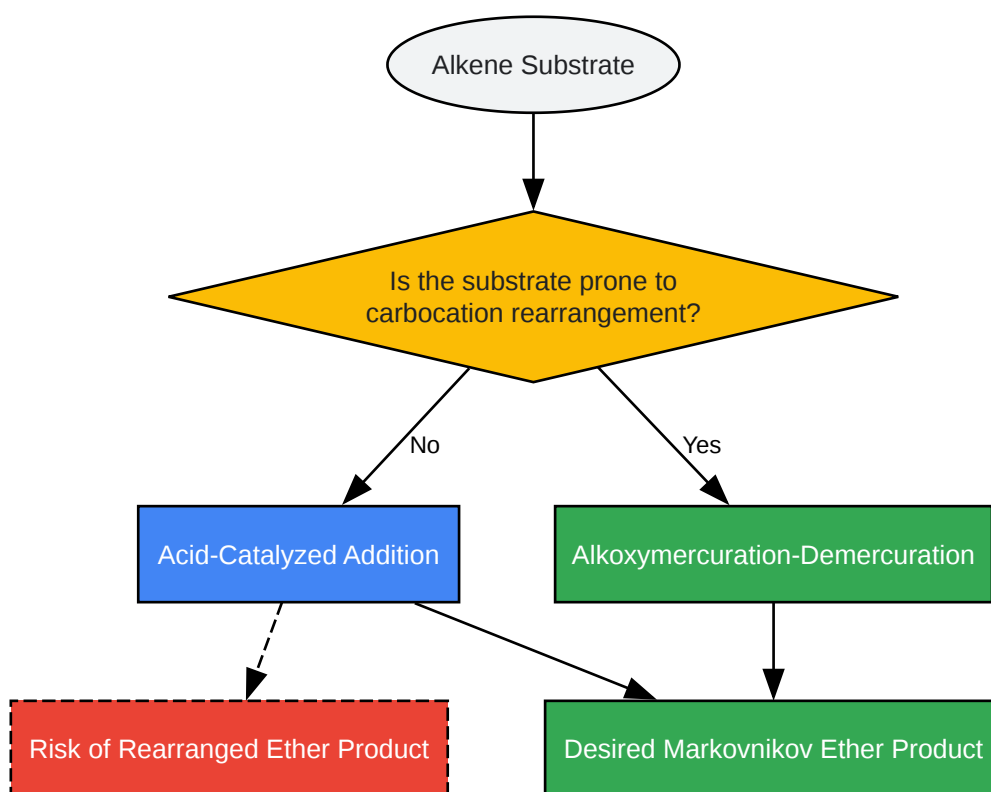 Alkene Substrate
Is the substrate prone to
carbocation rearrangement?
No
Yes
Acid-Catalyzed Addition
Alkoxymercuration-Demercuration
Risk of Rearranged Ether Product
Desired Markovnikov Ether Product